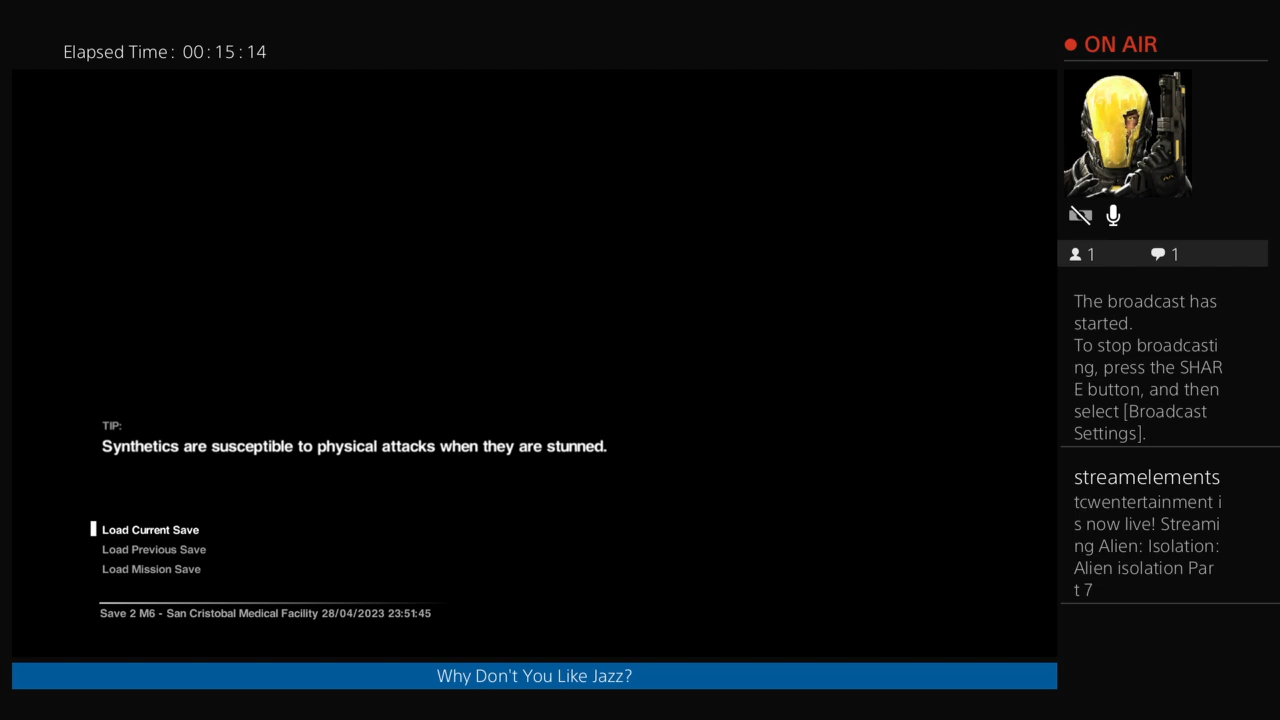 Elapsed Time: 00:15:14
ON AIR
1 1
The broadcast has
started.
To stop broadcasti
ng, press the SHAR
E button, and then
select [Broadcast
Settings].
streamelements
tcwentertainment i
s now live! Streami
ng Alien: Isolation:
Alien isolation Par
t 7
TIP:
Synthetics are susceptible to physical attacks when they are stunned.
Load Current Save
Load Previous Save
Load Mission Save
Save 2 M6 - San Cristobal Medical Facility 28/04/2023 23:51:45
Why Don't You Like Jazz?